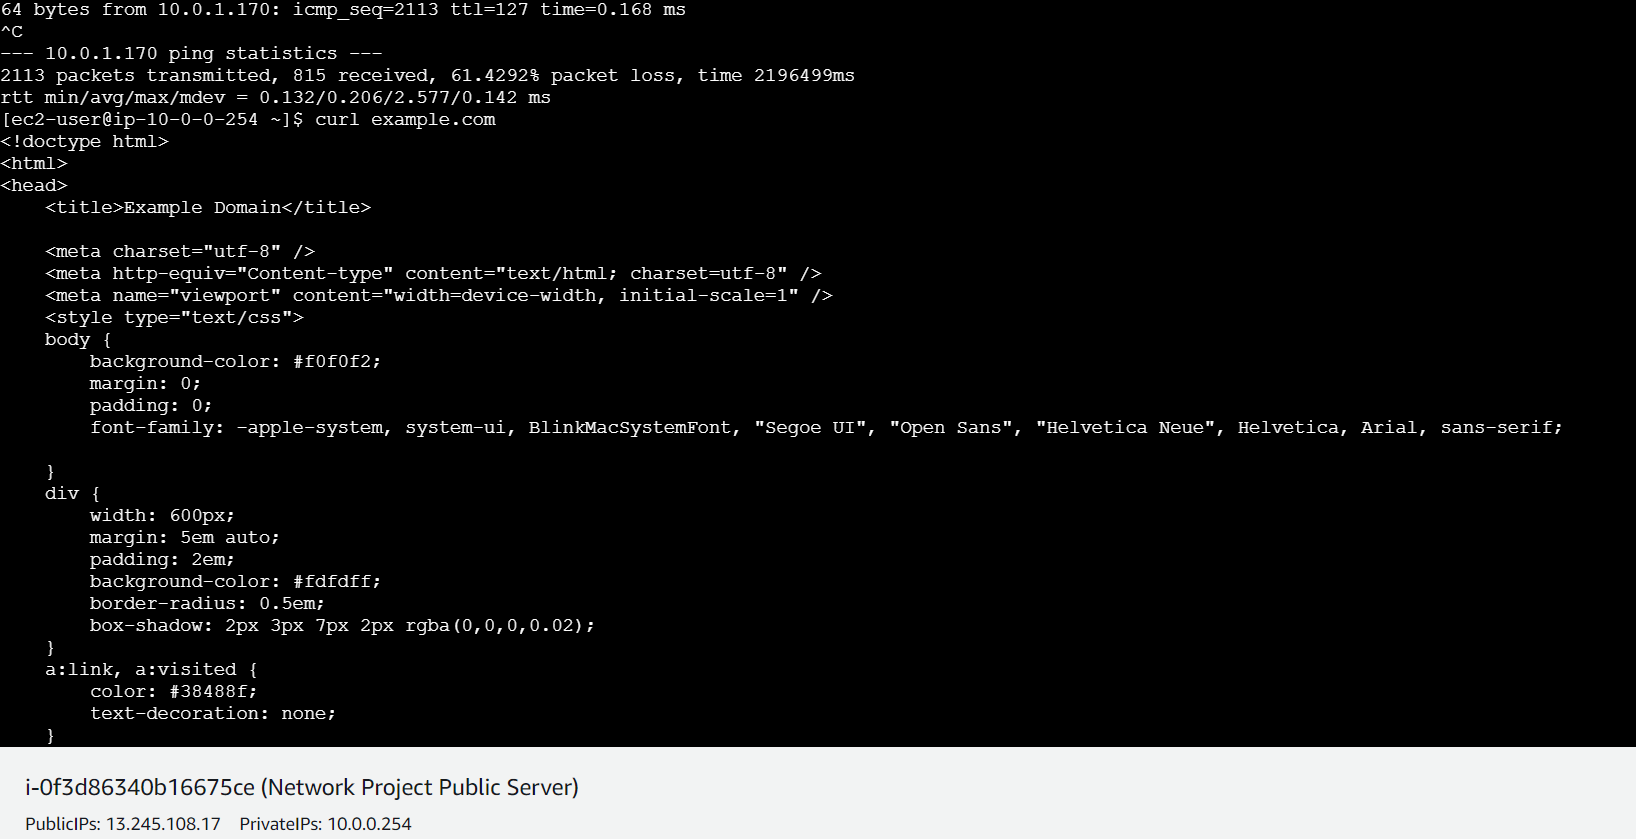 64 bytes from 10.0.1.170: icmp_seq=2113 ttl=127 time=0.168 ms
^C
--- 10.0.1.170 ping statistics ---
2113 packets transmitted, 815 received, 61.4292% packet loss, time 2196499ms
rtt min/avg/max/mdev = 0.132/0.206/2.577/0.142 ms
[ec2-user@ip-10-0-0-254 ~]$ curl example.com
<!doctype html>
<html>
<head>
    <title>Example Domain</title>

    <meta charset="utf-8" />
    <meta http-equiv="Content-type" content="text/html; charset=utf-8" />
    <meta name="viewport" content="width=device-width, initial-scale=1" />
    <style type="text/css">
    body {
        background-color: #f0f0f2;
        margin: 0;
        padding: 0;
        font-family: -apple-system, system-ui, BlinkMacSystemFont, "Segoe UI", "Open Sans", "Helvetica Neue", Helvetica, Arial, sans-serif;

    }
    div {
        width: 600px;
        margin: 5em auto;
        padding: 2em;
        background-color: #fdfdff;
        border-radius: 0.5em;
        box-shadow: 2px 3px 7px 2px rgba(0,0,0,0.02);
    }
    a:link, a:visited {
        color: #38488f;
        text-decoration: none;
    }
i-0f3d86340b16675ce (Network Project Public Server)
PublicIPs: 13.245.108.17    PrivateIPs: 10.0.0.254